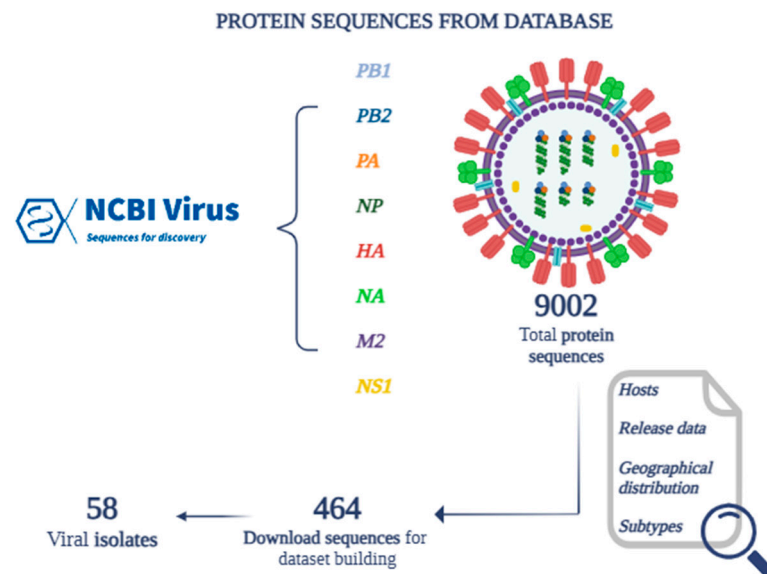 PROTEIN SEQUENCES FROM DATABASE
PB1
PB2
PA
NP
HA
NA
M2
NS1
NCBI Virus
Sequences for discovery
9002
Total protein
sequences
Hosts
Release data
Geographical
distribution
Subtypes
464
Download sequences for
dataset building
58
Viral isolates